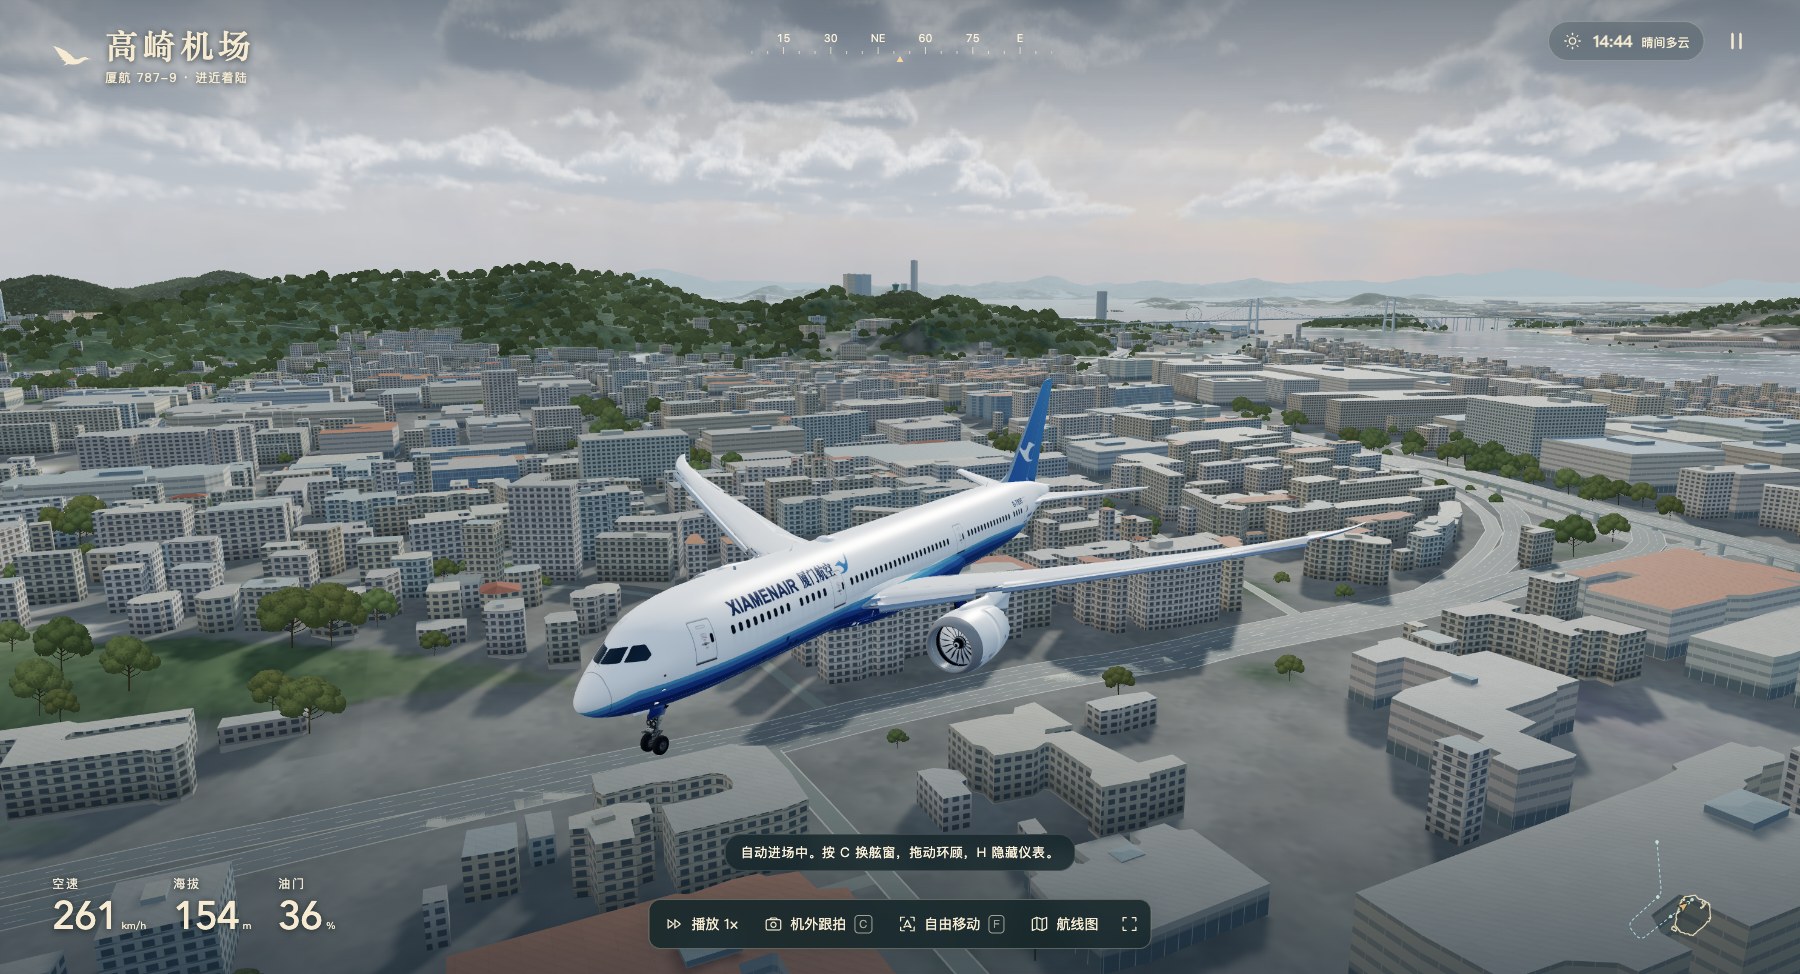 高崎机场
厦航 787–9 · 进近着陆
15 30 NE 60 75 E
14:44 晴间多云
XIAMENAIR 厦门航空
自动进场中。按 C 换舷窗，拖动环顾，H 隐藏仪表。
空速 海拔 油门
261 km/h 154 m 36 %
播放 1× 机外跟拍 C 自由移动 F 航线图